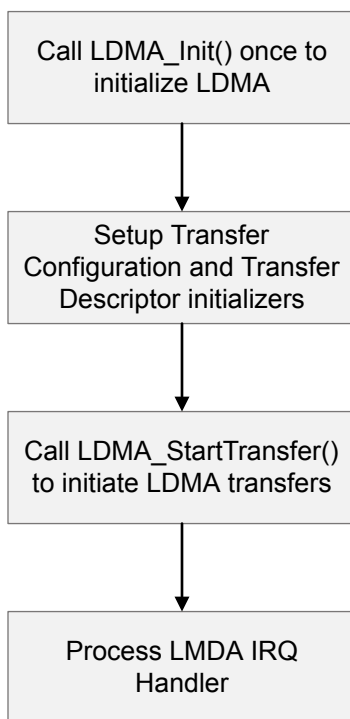 Call LDMA_Init() once to
initialize LDMA
Setup Transfer
Configuration and Transfer
Descriptor initializers
Call LDMA_StartTransfer()
to initiate LDMA transfers
Process LMDA IRQ
Handler